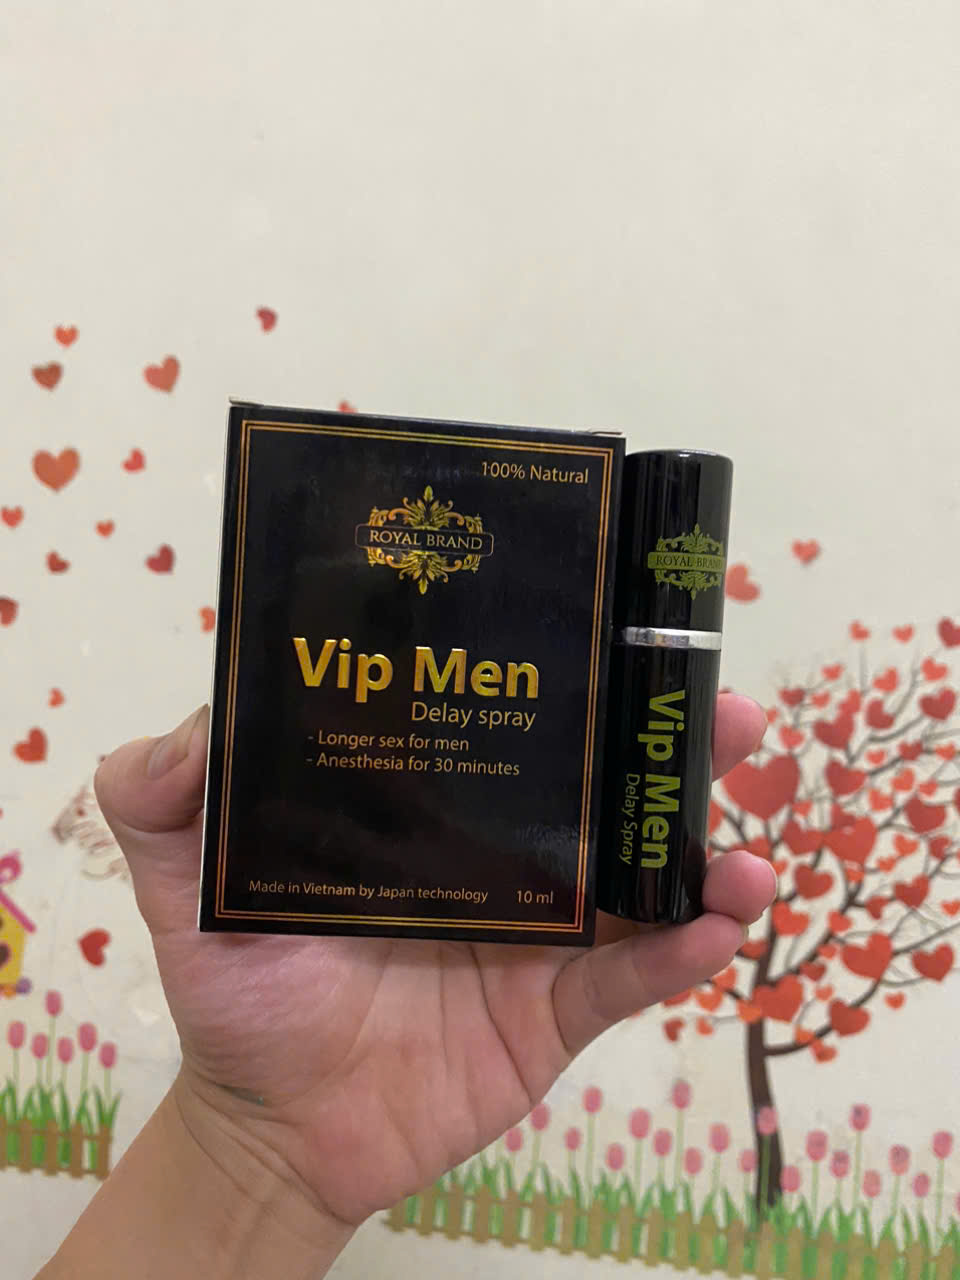 100% Natural
ROYAL BRAND
Vip Men
Delay spray
- Longer sex for men
- Anesthesia for 30 minutes
Made in Vietnam by Japan technology
10 ml
ROYAL BRAND
Vip Men
Delay Spray